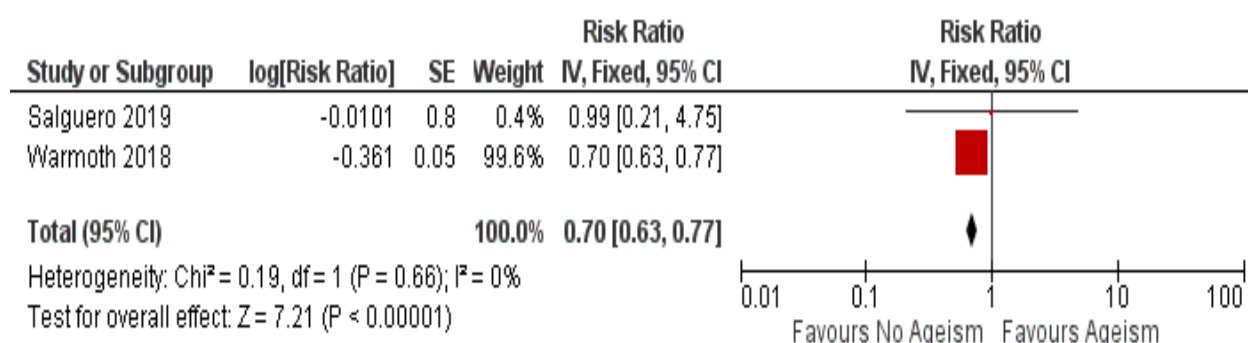 Risk Ratio Risk Ratio
Study or Subgroup log[Risk Ratio] SE Weight IV, Fixed, 95% CI IV, Fixed, 95% CI
Salguero 2019 -0.0101 0.8 0.4% 0.99 [0.21, 4.75]
Warmoth 2018 -0.361 0.05 99.6% 0.70 [0.63, 0.77]
Total (95% CI) 100.0% 0.70 [0.63, 0.77]
Heterogeneity: Chi² = 0.19, df = 1 (P = 0.66); I² = 0%
Test for overall effect: Z = 7.21 (P < 0.00001)
0.01 0.1 1 10 100
Favours No Ageism Favours Ageism